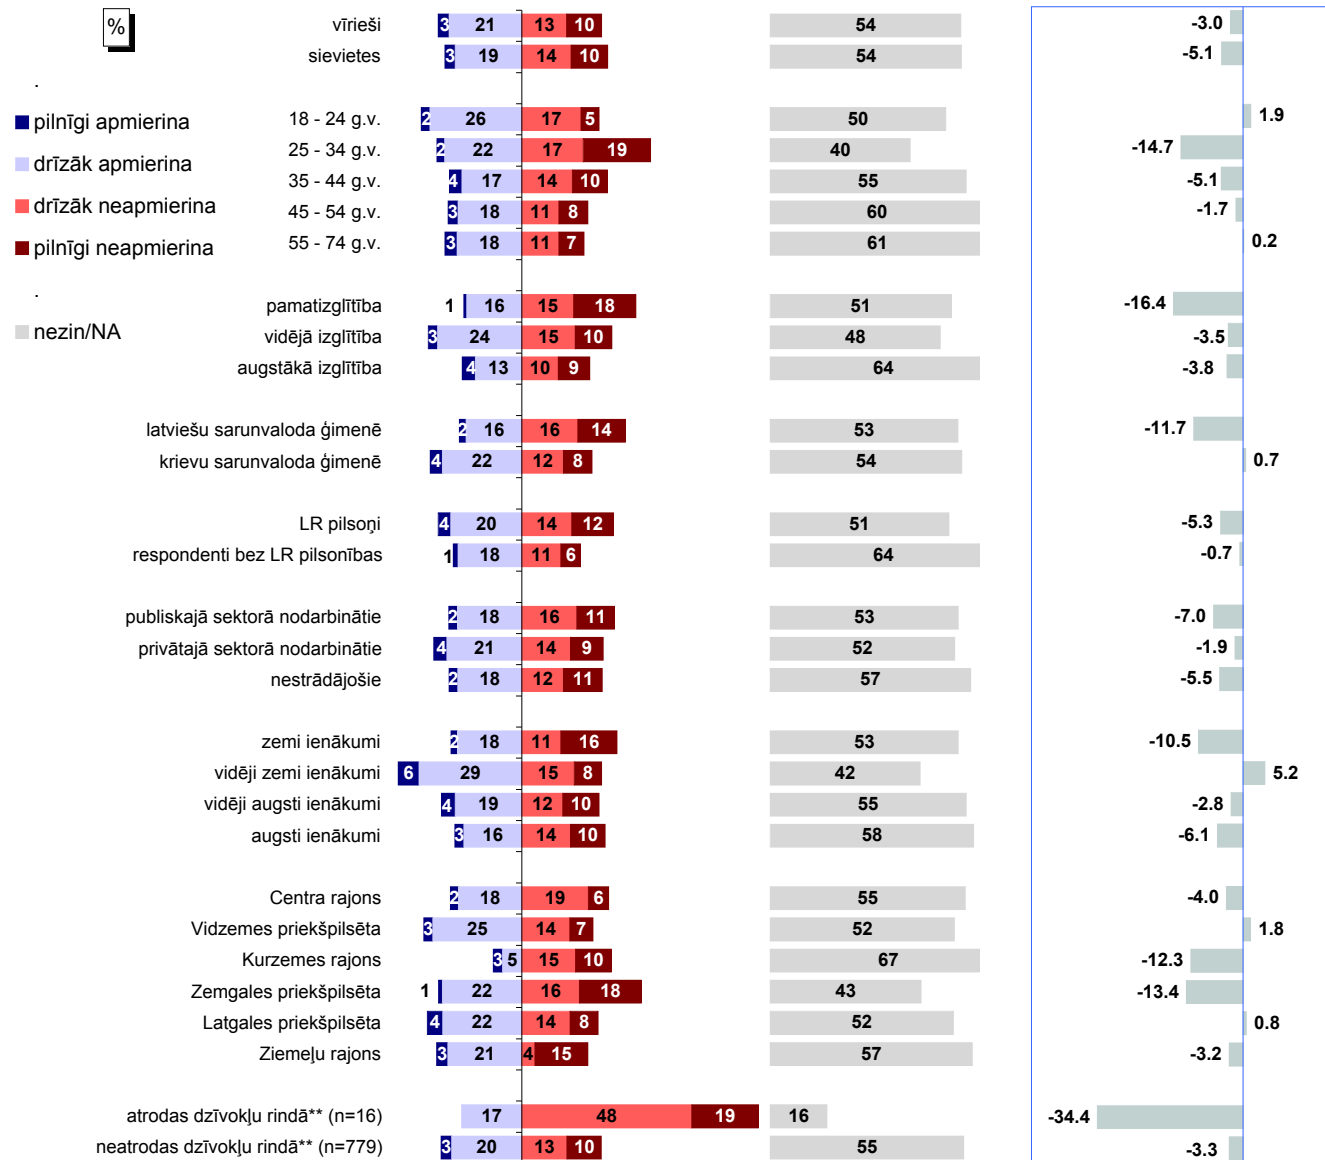 %
.
pilnīgi apmierina
drīzāk apmierina
drīzāk neapmierina
pilnīgi neapmierina
.
nezin/NA
vīrieši 3 21 13 10 54 -3.0
sievietes 3 19 14 10 54 -5.1
18 - 24 g.v. 2 26 17 5 50 1.9
25 - 34 g.v. 2 22 17 19 40 -14.7
35 - 44 g.v. 4 17 14 10 55 -5.1
45 - 54 g.v. 3 18 11 8 60 -1.7
55 - 74 g.v. 3 18 11 7 61 0.2
pamatizglītība 1 16 15 18 51 -16.4
vidējā izglītība 3 24 15 10 48 -3.5
augstākā izglītība 4 13 10 9 64 -3.8
latviešu sarunvaloda ģimenē 2 16 16 14 53 -11.7
krievu sarunvaloda ģimenē 4 22 12 8 54 0.7
LR pilsoņi 4 20 14 12 51 -5.3
respondenti bez LR pilsonības 1 18 11 6 64 -0.7
publiskajā sektorā nodarbinātie 2 18 16 11 53 -7.0
privātajā sektorā nodarbinātie 4 21 14 9 52 -1.9
nestrādājošie 2 18 12 11 57 -5.5
zemi ienākumi 2 18 11 16 53 -10.5
vidēji zemi ienākumi 6 29 15 8 42 5.2
vidēji augsti ienākumi 4 19 12 10 55 -2.8
augsti ienākumi 3 16 14 10 58 -6.1
Centra rajons 2 18 19 6 55 -4.0
Vidzemes priekšpilsēta 3 25 14 7 52 1.8
Kurzemes rajons 3 5 15 10 67 -12.3
Zemgales priekšpilsēta 1 22 16 18 43 -13.4
Latgales priekšpilsēta 4 22 14 8 52 0.8
Ziemeļu rajons 3 21 4 15 57 -3.2
atrodas dzīvokļu rindā** (n=16) 17 48 19 16 -34.4
neatrodas dzīvokļu rindā** (n=779) 3 20 13 10 55 -3.3